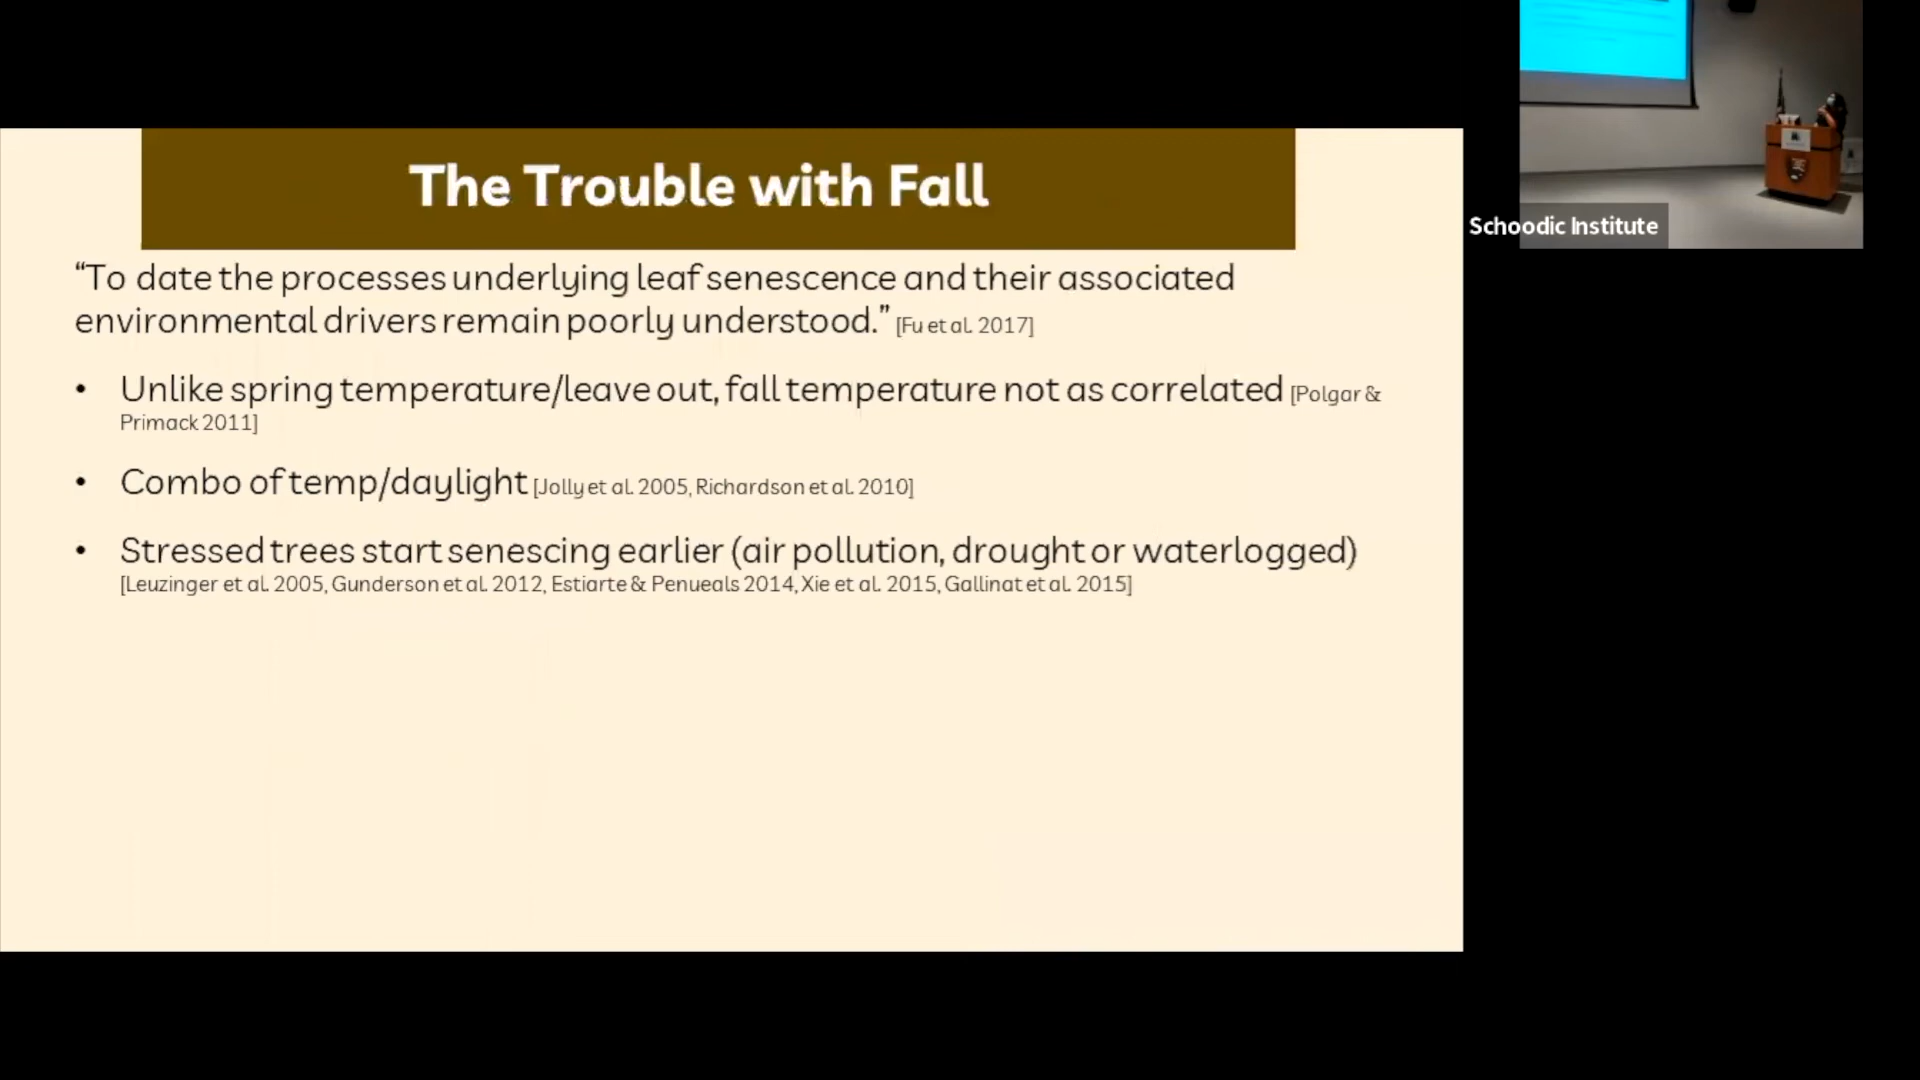 The Trouble with Fall
“To date the processes underlying leaf senescence and their associated
environmental drivers remain poorly understood.” [Fu et al. 2017]
• Unlike spring temperature/leave out, fall temperature not as correlated [Polgar &
Primack 2011]
• Combo of temp/daylight [Jolly et al. 2005, Richardson et al. 2010]
• Stressed trees start senescing earlier (air pollution, drought or waterlogged)
[Leuzinger et al. 2005, Gunderson et al. 2012, Estiarte & Penueals 2014, Xie et al. 2015, Gallinat et al. 2015]
Schoodic Institute